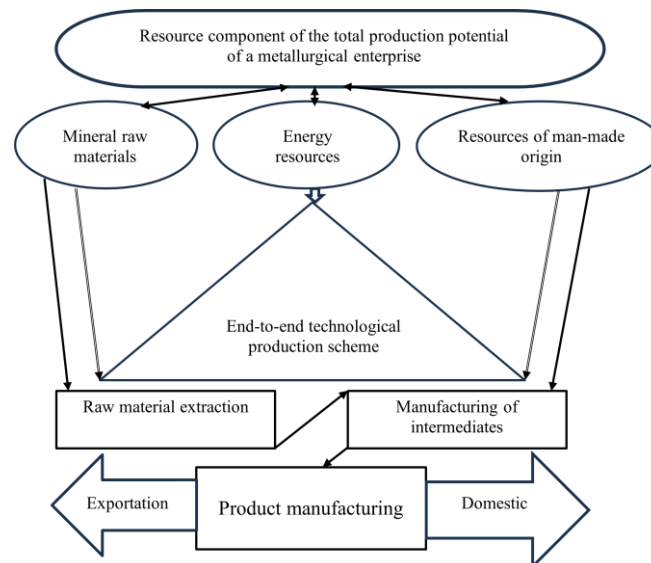 Resource component of the total production potential
of a metallurgical enterprise
Mineral raw
materials
Energy
resources
Resources of man-made
origin
End-to-end technological
production scheme
Raw material extraction
Manufacturing of
intermediates
Exportation
Product manufacturing
Domestic